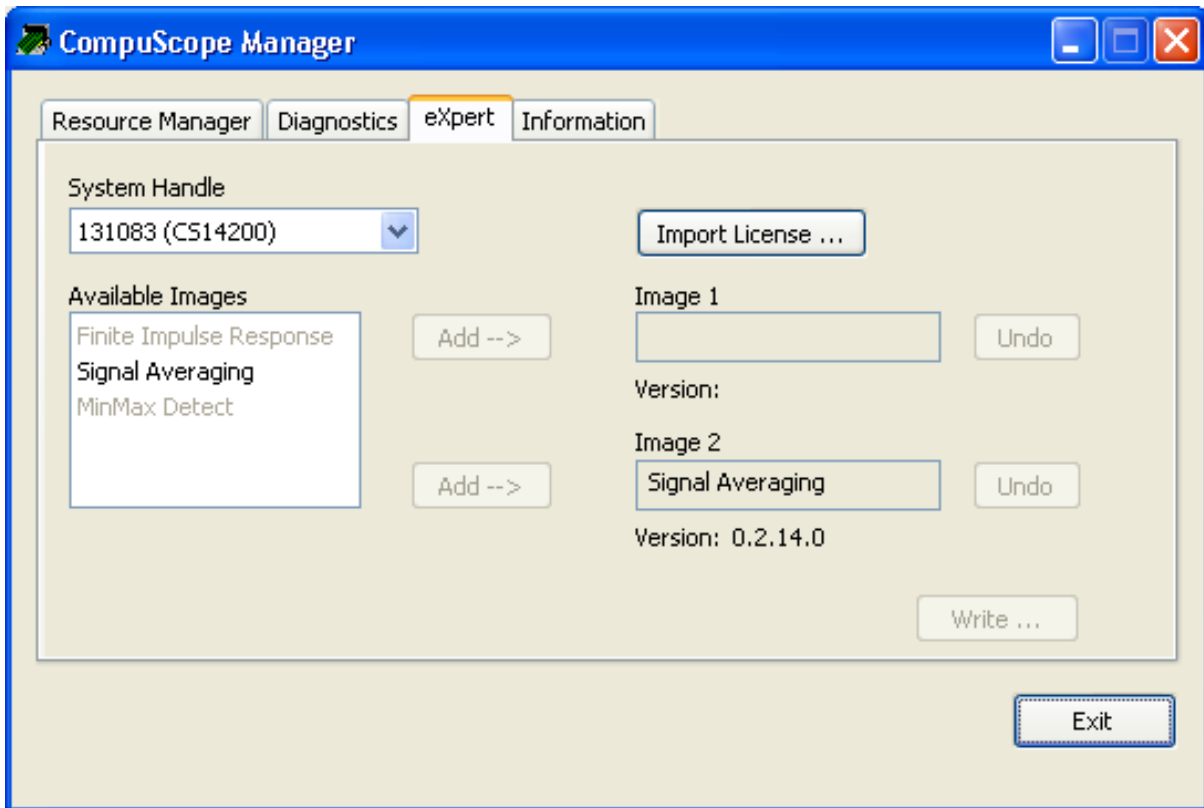 CompuScope Manager
Resource Manager
Diagnostics
eXpert
Information
System Handle
131083 (CS14200)
Import License ...
Available Images
Image 1
Finite Impulse Response
Signal Averaging
MinMax Detect
Add -->
Undo
Version:
Image 2
Add -->
Signal Averaging
Undo
Version: 0.2.14.0
Write ...
Exit